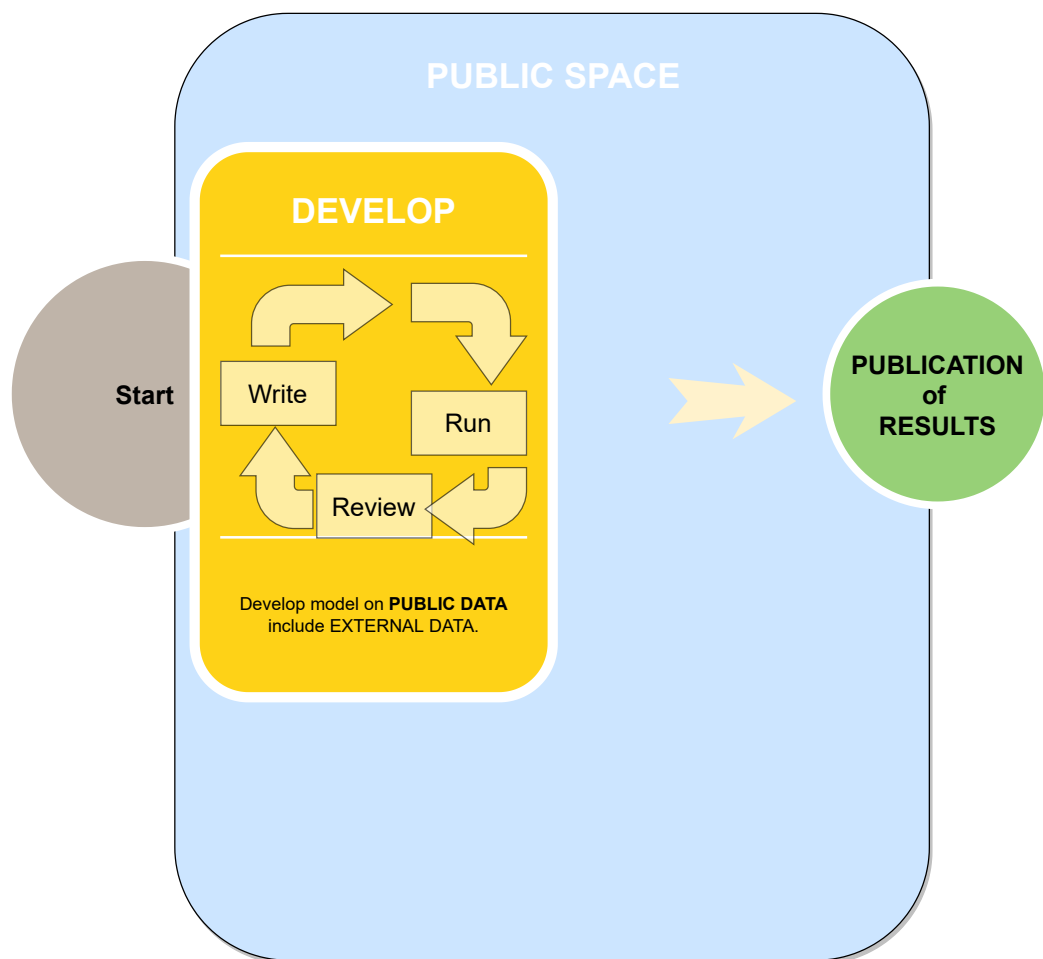 PUBLIC SPACE
DEVELOP
Start
Write
Run
Review
Develop model on PUBLIC DATA
include EXTERNAL DATA.
PUBLICATION
of
RESULTS